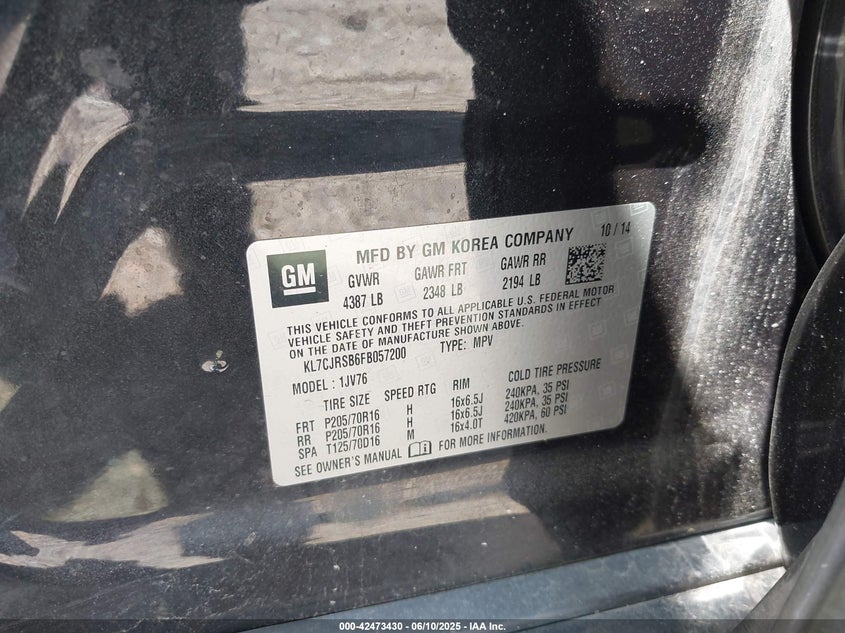 GM
MFD BY GM KOREA COMPANY 10/14
GVWR GAWR FRT GAWR RR
4387 LB 2348 LB 2194 LB
THIS VEHICLE CONFORMS TO ALL APPLICABLE U.S. FEDERAL MOTOR
VEHICLE SAFETY AND THEFT PREVENTION STANDARDS IN EFFECT
ON THE DATE OF MANUFACTURE SHOWN ABOVE.
KL7CJRSB6FB057200 TYPE: MPV
MODEL: 1JV76
TIRE SIZE SPEED RTG RIM COLD TIRE PRESSURE
FRT P205/70R16 H 16x6.5J 240KPA, 35 PSI
RR P205/70R16 H 16x6.5J 240KPA, 35 PSI
SPA T125/70D16 M 16x4.0T 420KPA, 60 PSI
SEE OWNER'S MANUAL FOR MORE INFORMATION.
000-42473430 - 06/10/2025 - IAA Inc.